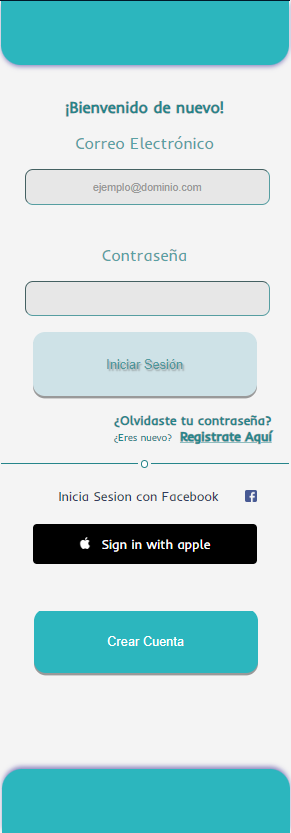 ¡Bienvenido de nuevo!
Correo Electrónico
ejemplo@dominio.com
Contraseña
Iniciar Sesión
¿Olvidaste tu contraseña?
¿Eres nuevo? Registrate Aquí
O
Inicia Sesion con Facebook
Sign in with apple
Crear Cuenta